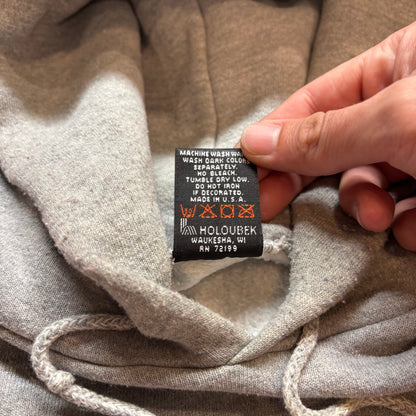 MACHINE WASH WA
WASH DARK COLORS
SEPARATELY.
NO BLEACH.
TUMBLE DRY LOW.
DO NOT IRON
IF DECORATED.
MADE IN U.S.A.
HOLOUBEK
WAUKESHA, WI
RN 72199